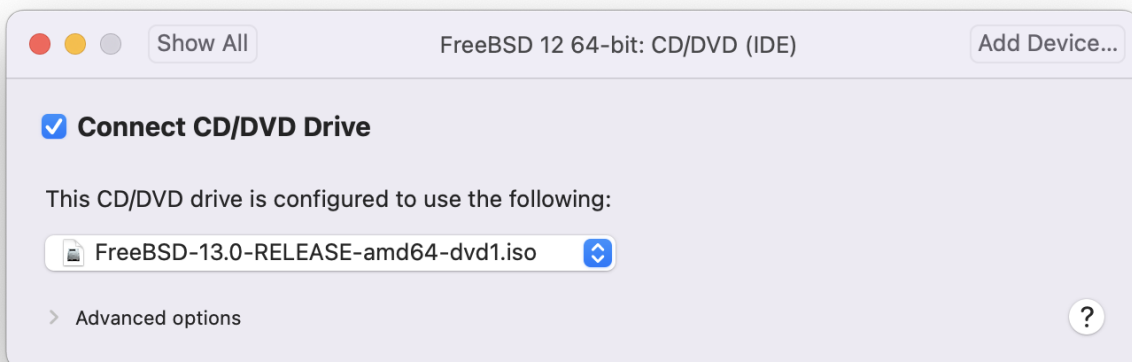 Show All FreeBSD 12 64-bit: CD/DVD (IDE) Add Device...
Connect CD/DVD Drive
This CD/DVD drive is configured to use the following:
FreeBSD-13.0-RELEASE-amd64-dvd1.iso
Advanced options ?